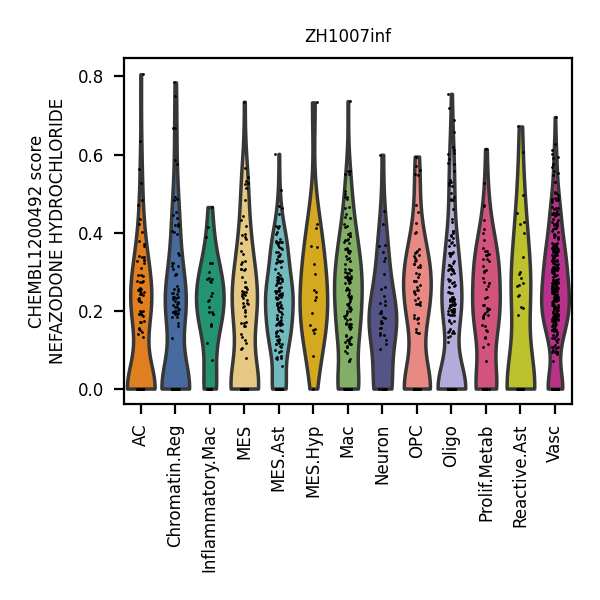 ZH1007inf
CHEMBL1200492 score
NEFAZODONE HYDROCHLORIDE
0.8
0.6
0.4
0.2
0.0
AC
Chromatin.Reg
Inflammatory.Mac
MES
MES.Ast
MES.Hyp
Mac
Neuron
OPC
Oligo
Prolif.Metab
Reactive.Ast
Vasc